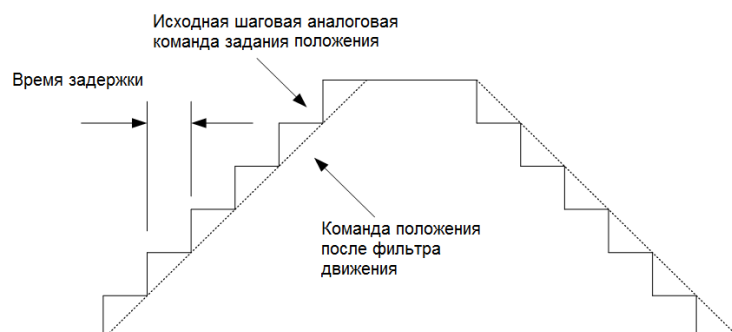 Исходная шаговая аналоговая
команда задания положения
Время задержки
Команда положения
после фильтра
движения